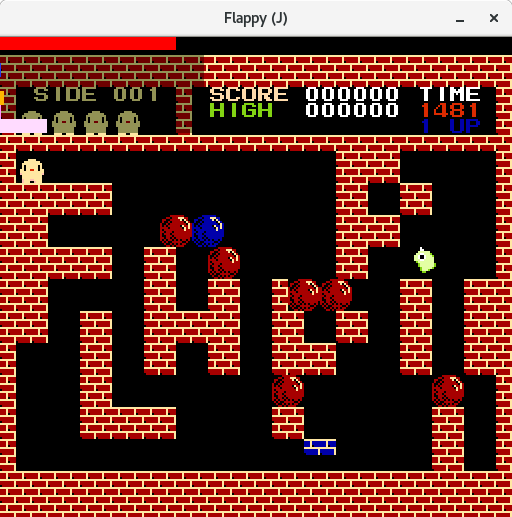 Flappy (J)
SIDE 001
SCORE 000000 TIME
HIGH 000000 1481
1 UP